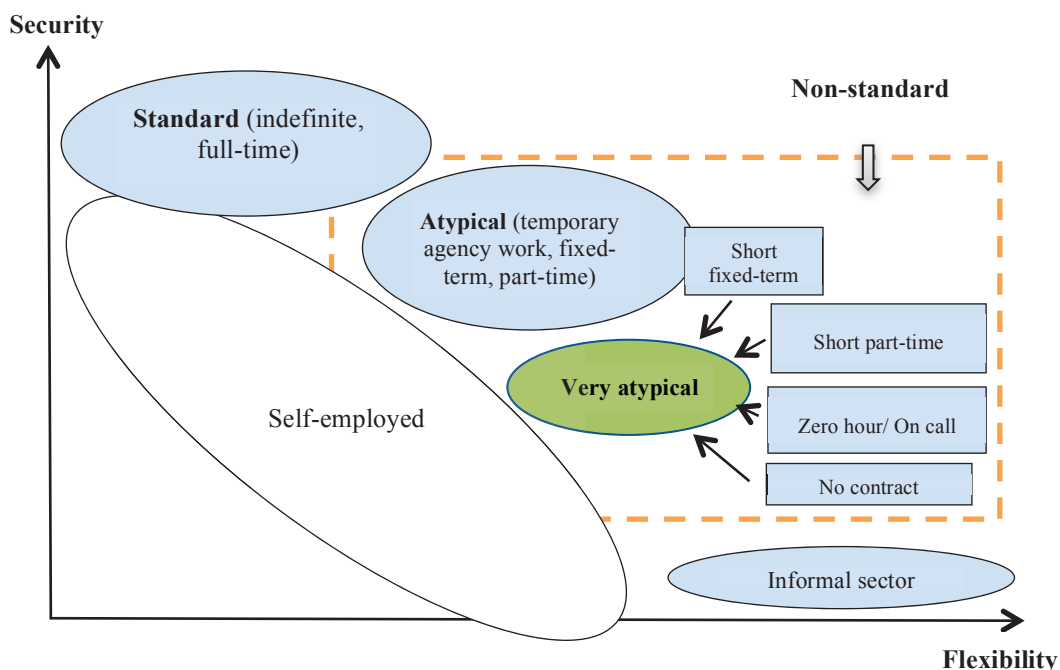 Security
Non-standard
Standard (indefinite,
full-time)
Atypical (temporary
agency work, fixed-
term, part-time)
Short
fixed-term
Short part-time
Very atypical
Self-employed
Zero hour/ On call
No contract
Informal sector
Flexibility